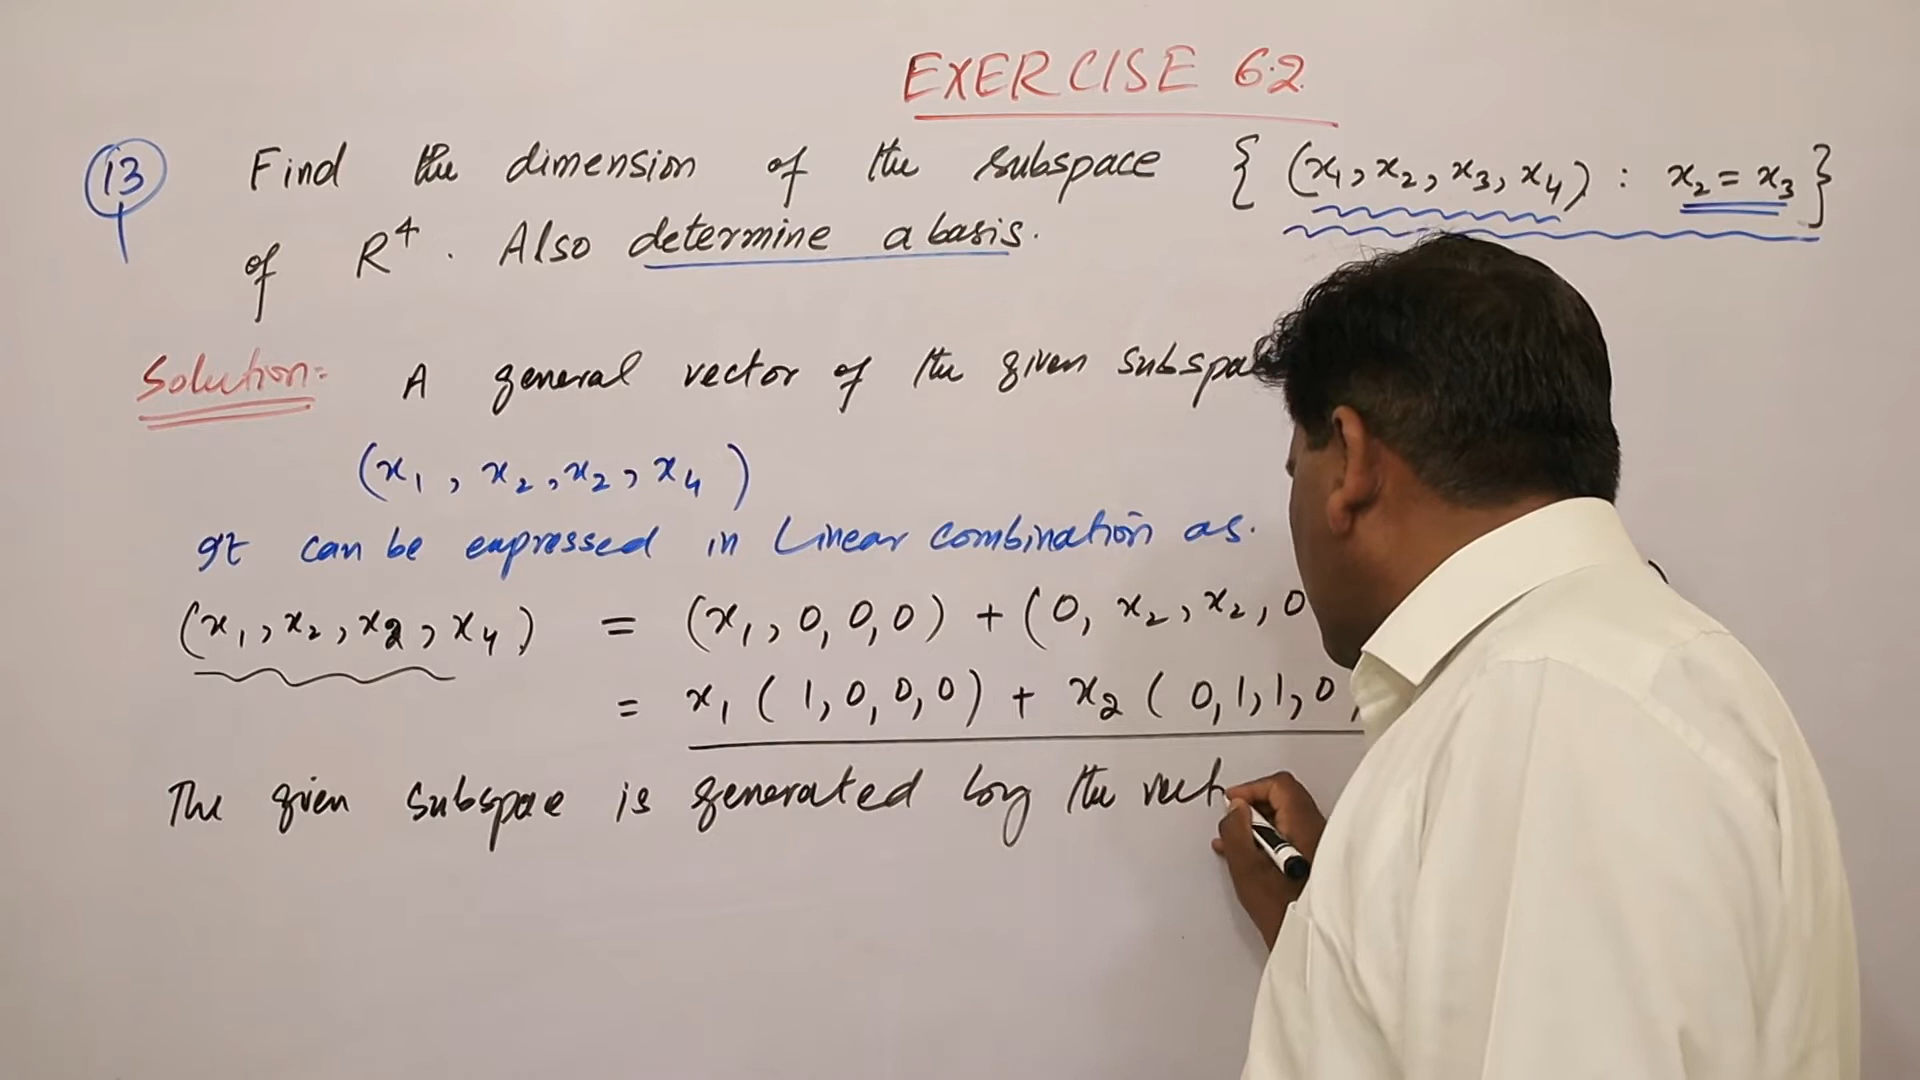 EXERCISE 6.2
13 Find the dimension of the subspace { (x₁, x₂, x₃, x₄) : x₂ = x₃ }
of R⁴. Also determine a basis.
Solution:- A general vector of the given subspa
(x₁, x₂, x₂, x₄)
It can be expressed in Linear combination as.
(x₁, x₂, x₂, x₄) = (x₁, 0, 0, 0) + (0, x₂, x₂, 0
= x₁ (1, 0, 0, 0) + x₂ (0, 1, 1, 0
The given subspae is generated by the vect